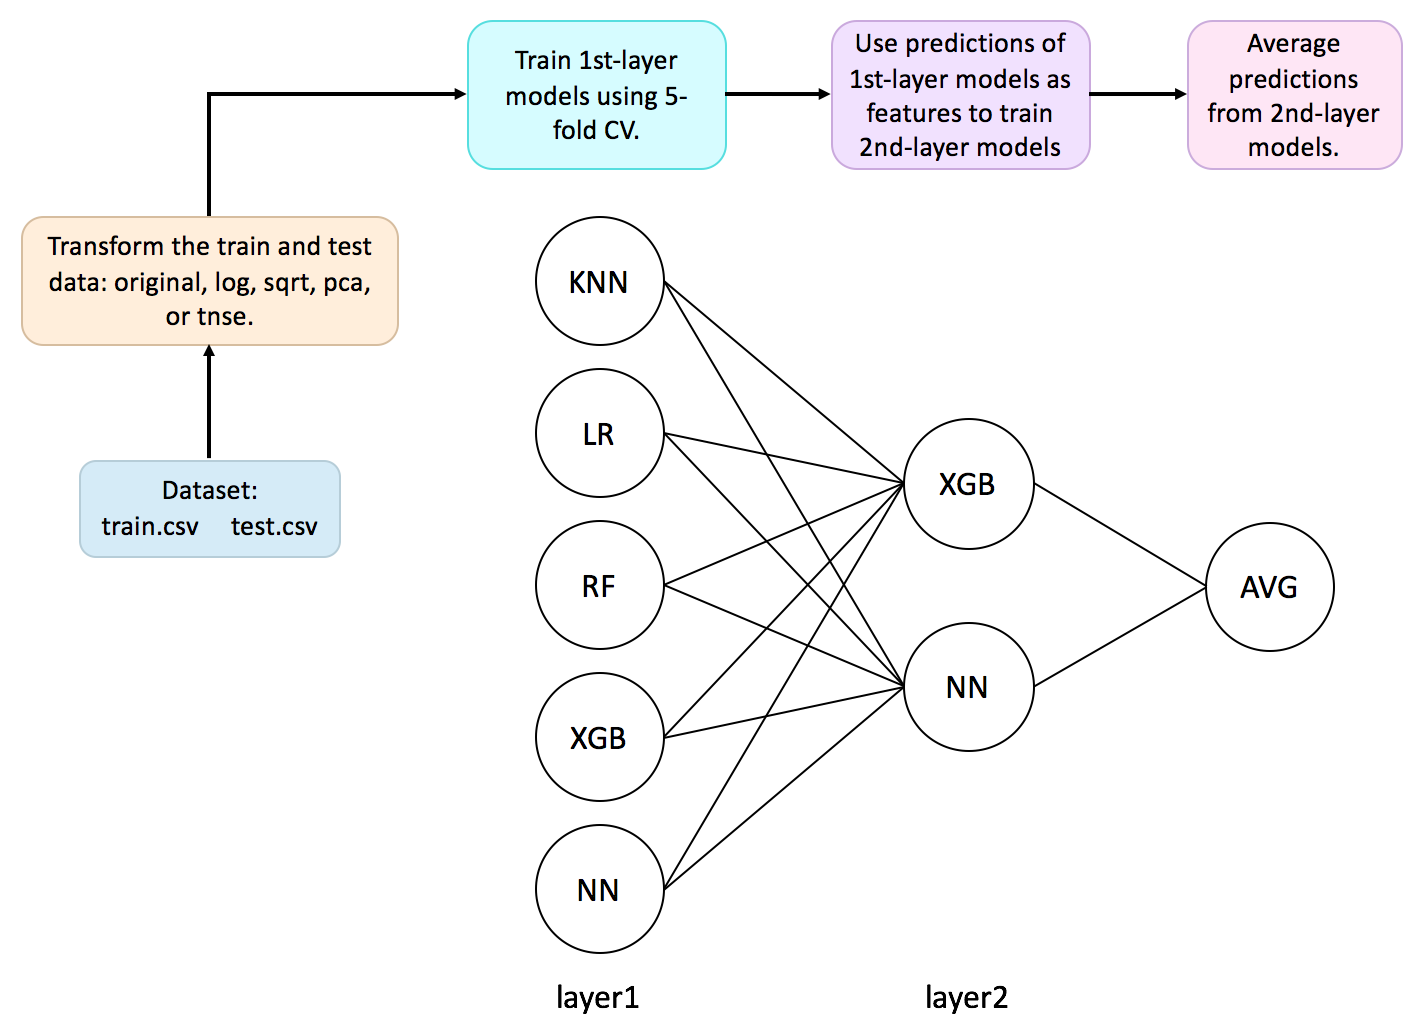 Train 1st-layer
models using 5-
fold CV.
Use predictions of
1st-layer models as
features to train
2nd-layer models
Average
predictions
from 2nd-layer
models.
Transform the train and test
data: original, log, sqrt, pca,
or tnse.
Dataset:
train.csv test.csv
KNN
LR
RF
XGB
NN
layer1
XGB
NN
layer2
AVG